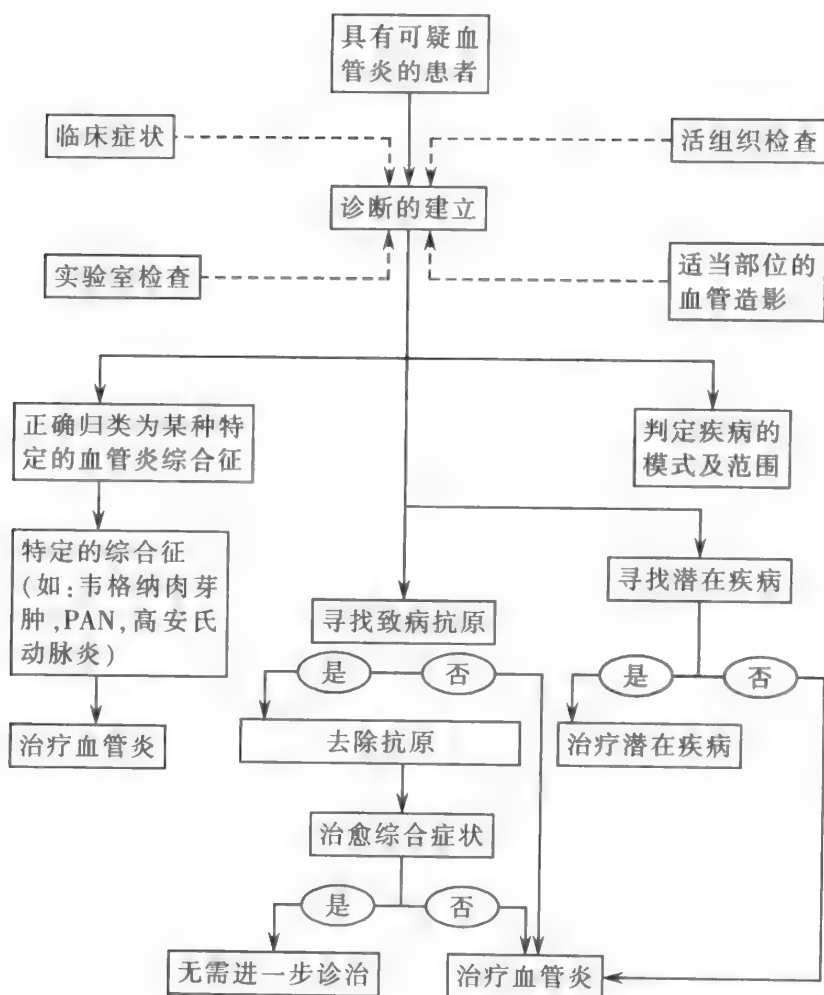 具有可疑血
管炎的患者
临床症状
活组织检查
诊断的建立
实验室检查
适当部位的
血管造影
正确归类为某种特
定的血管炎综合征
判定疾病的
模式及范围
特定的综合征
(如:韦格纳肉芽
肿,PAN,高安氏
动脉炎)
寻找潜在疾病
寻找致病抗原
是
否
是
否
治疗血管炎
去除抗原
治疗潜在疾病
治愈综合症状
是
否
无需进一步诊治
治疗血管炎